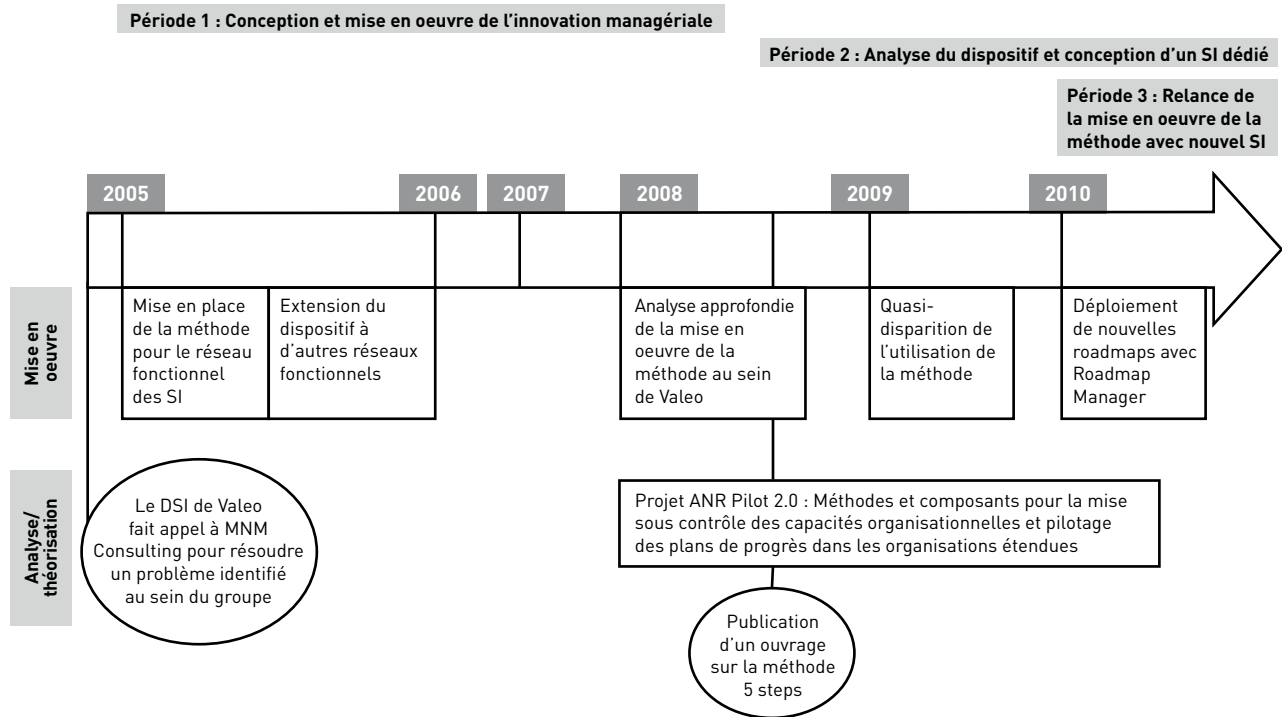 Période 1 : Conception et mise en oeuvre de l'innovation managériale
Période 2 : Analyse du dispositif et conception d'un SI dédié
Période 3 : Relance de
la mise en oeuvre de la
méthode avec nouvel SI
2005
2006
2007
2008
2009
2010
Mise en
oeuvre
Mise en place
de la méthode
pour le réseau
fonctionnel
des SI
Extension du
dispositif à
d'autres réseaux
fonctionnels
Analyse approfondie
de la mise en
oeuvre de la
méthode au sein
de Valeo
Quasi-
disparition de
l'utilisation de
la méthode
Déploiement
de nouvelles
roadmaps avec
Roadmap
Manager
Analyse/
théorisation
Le DSI de Valeo
fait appel à MNM
Consulting pour résoudre
un problème identifié
au sein du groupe
Projet ANR Pilot 2.0 : Méthodes et composants pour la mise
sous contrôle des capacités organisationnelles et pilotage
des plans de progrès dans les organisations étendues
Publication
d'un ouvrage
sur la méthode
5 steps